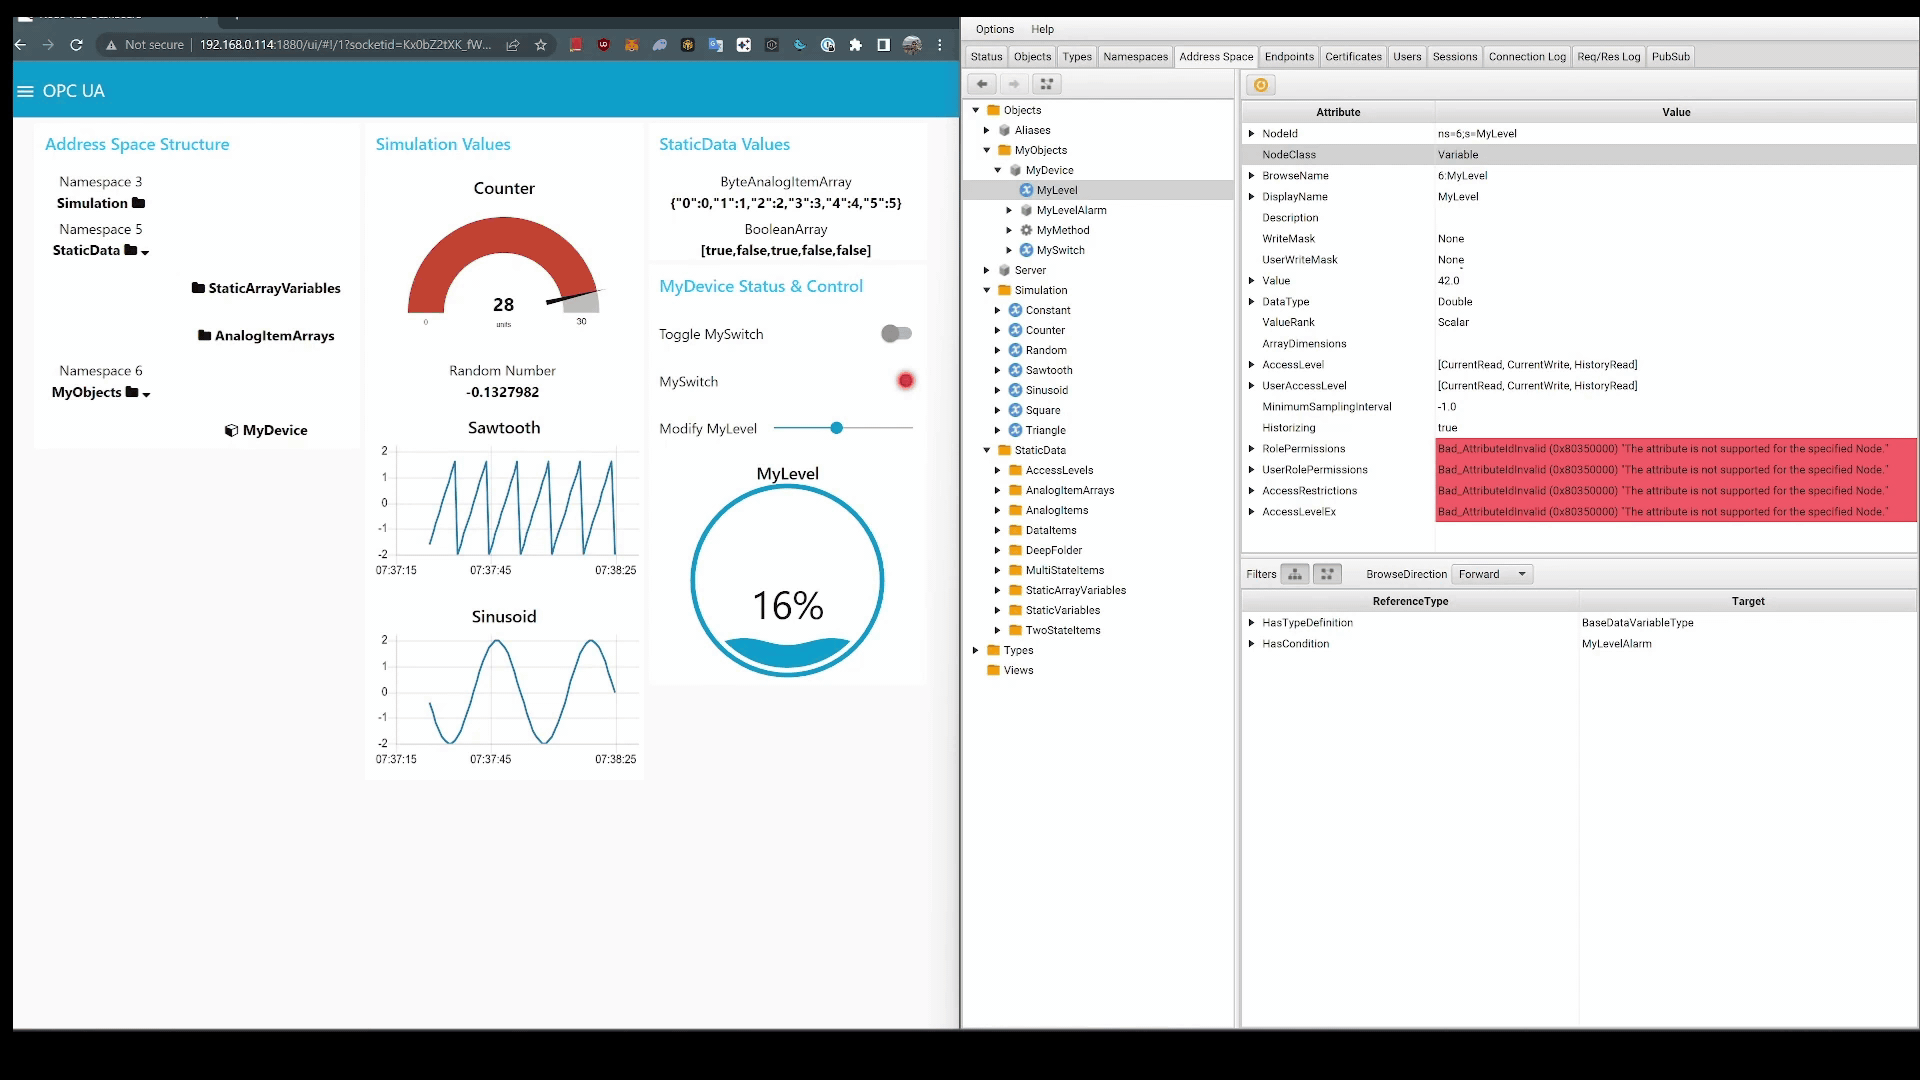 Not secure
192.168.0.114:1880/ui/#!/1?socketid=Kx0bZ2tXK_fW...
OPC UA
Address Space Structure
Namespace 3
Simulation
Namespace 5
StaticData
StaticArrayVariables
AnalogItemArrays
Namespace 6
MyObjects
MyDevice
Simulation Values
Counter
28
units
0
30
Random Number
-0.1327982
Sawtooth
2
1
0
-1
-2
07:37:15
07:37:45
07:38:25
Sinusoid
2
1
0
-1
-2
07:37:15
07:37:45
07:38:25
StaticData Values
ByteAnalogItemArray
{"0":0,"1":1,"2":2,"3":3,"4":4,"5":5}
BooleanArray
[true,false,true,false,false]
MyDevice Status & Control
Toggle MySwitch
MySwitch
Modify MyLevel
MyLevel
16%
Options
Help
Status
Objects
Types
Namespaces
Address Space
Endpoints
Certificates
Users
Sessions
Connection Log
Req/Res Log
PubSub
Objects
Aliases
MyObjects
MyDevice
MyLevel
MyLevelAlarm
MyMethod
MySwitch
Server
Simulation
Constant
Counter
Random
Sawtooth
Sinusoid
Square
Triangle
StaticData
AccessLevels
AnalogItemArrays
AnalogItems
DataItems
DeepFolder
MultiStateItems
StaticArrayVariables
StaticVariables
TwoStateItems
Types
Views
Attribute Value
NodeId ns=6;s=MyLevel
NodeClass Variable
BrowseName 6:MyLevel
DisplayName MyLevel
Description
WriteMask None
UserWriteMask None
Value 42.0
DataType Double
ValueRank Scalar
ArrayDimensions
AccessLevel [CurrentRead, CurrentWrite, HistoryRead]
UserAccessLevel [CurrentRead, CurrentWrite, HistoryRead]
MinimumSamplingInterval -1.0
Historizing true
RolePermissions Bad_AttributeIdInvalid (0x80350000) "The attribute is not supported for the specified Node."
UserRolePermissions Bad_AttributeIdInvalid (0x80350000) "The attribute is not supported for the specified Node."
AccessRestrictions Bad_AttributeIdInvalid (0x80350000) "The attribute is not supported for the specified Node."
AccessLevelEx Bad_AttributeIdInvalid (0x80350000) "The attribute is not supported for the specified Node."
Filters
BrowseDirection
Forward
ReferenceType Target
HasTypeDefinition BaseDataVariableType
HasCondition MyLevelAlarm